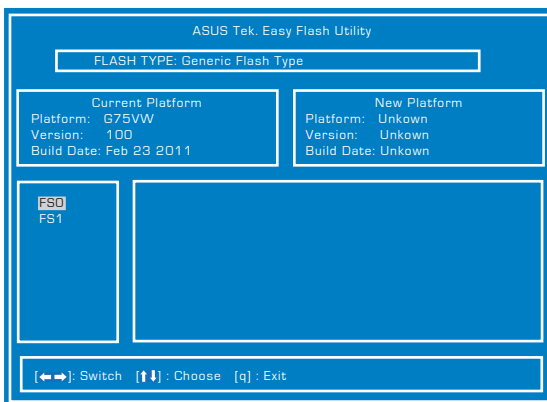 ASUS Tek. Easy Flash Utility
FLASH TYPE: Generic Flash Type
Current Platform
Platform: G75VW
Version: 100
Build Date: Feb 23 2011
New Platform
Platform: Unkown
Version: Unkown
Build Date: Unkown
FS0
FS1
[←→]: Switch [↑↓] : Choose [q] : Exit